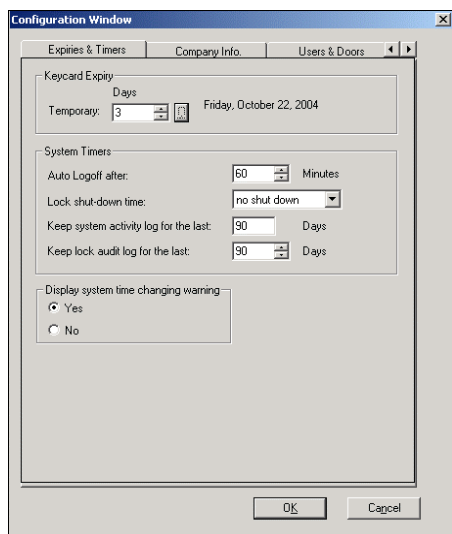 Configuration Window
Expiries & Timers Company Info. Users & Doors
Keycard Expiry
Days
Temporary: 3 Friday, October 22, 2004
System Timers
Auto Logoff after: 60 Minutes
Lock shut-down time: no shut down
Keep system activity log for the last: 90 Days
Keep lock audit log for the last: 90 Days
Display system time changing warning
Yes
No
OK Cancel